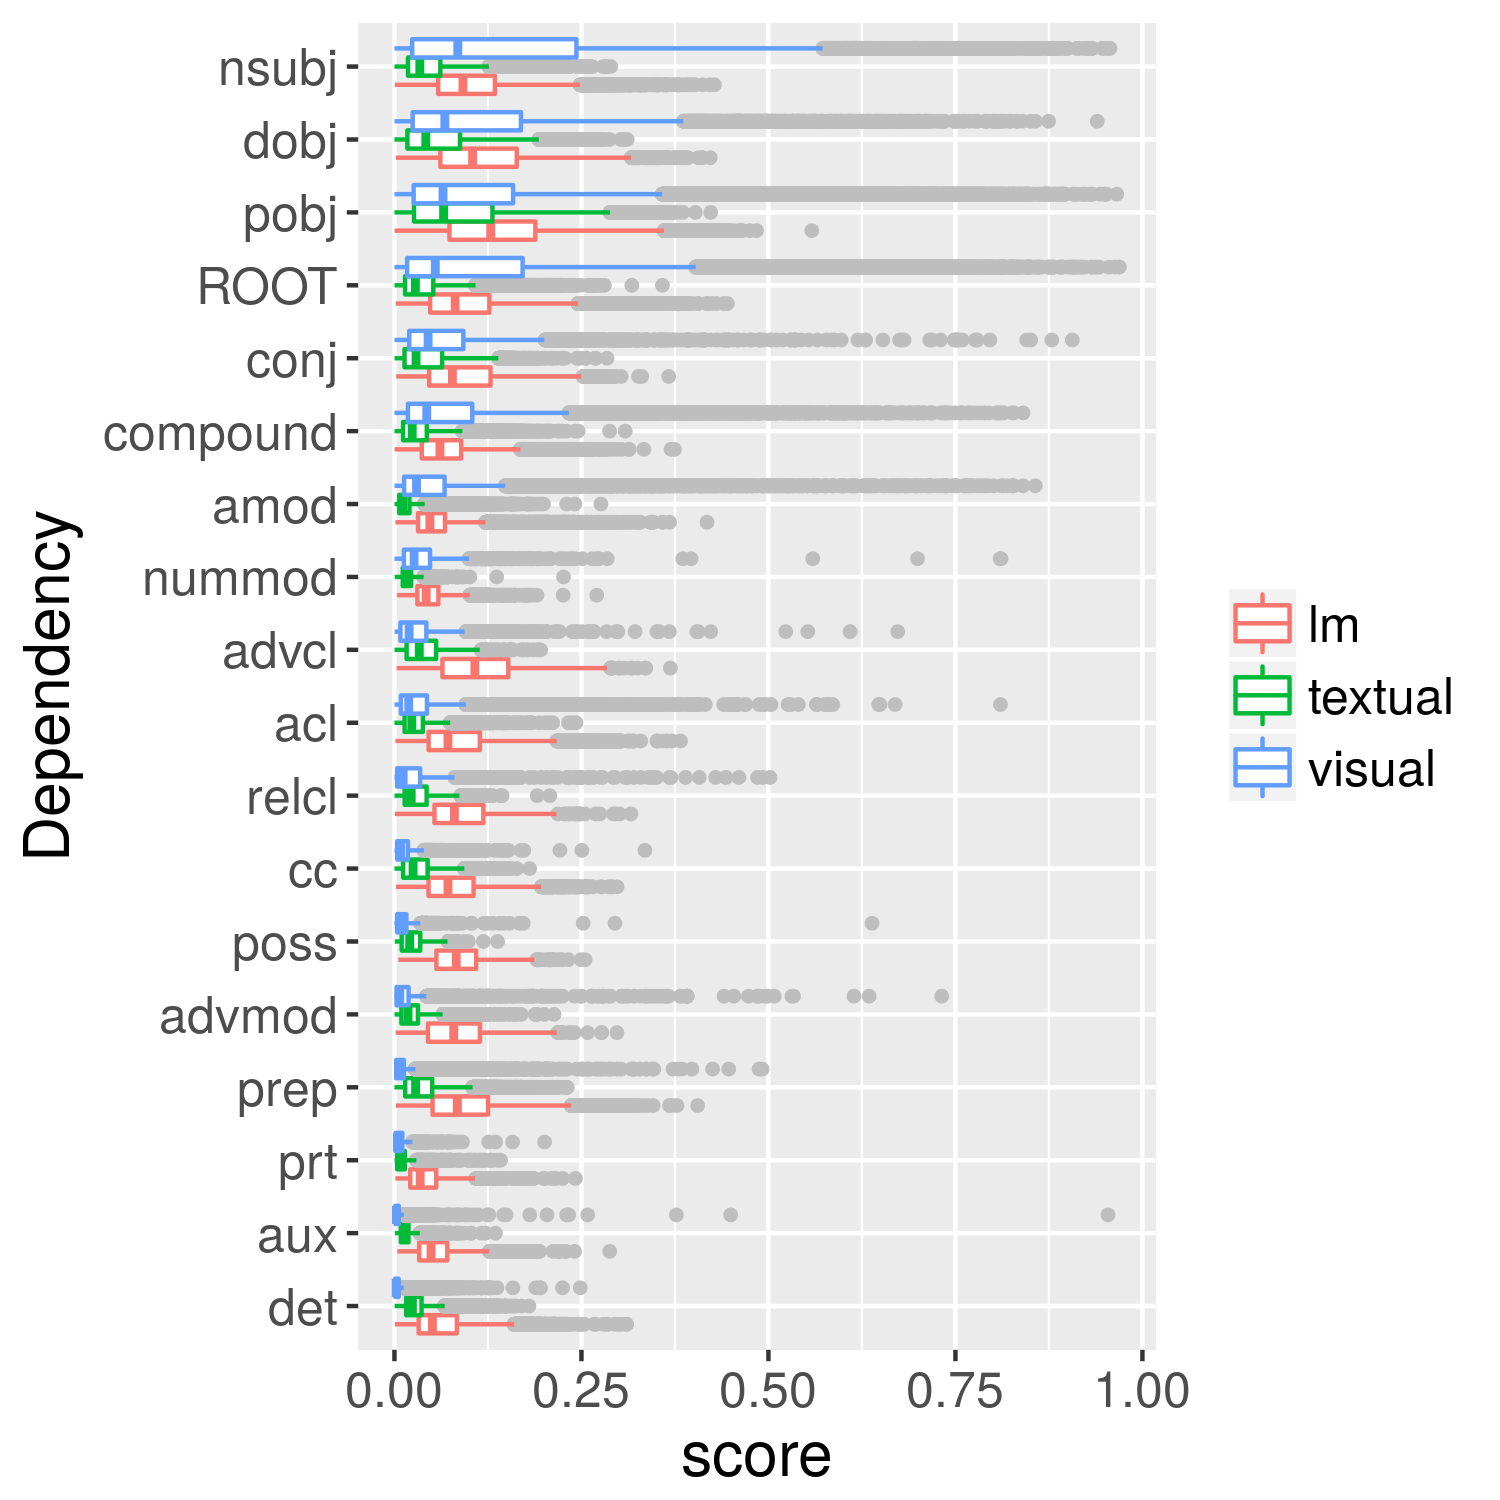 nsubj
dobj
pobj
ROOT
conj
compound
amod
nummod
advcl
acl
relcl
cc
poss
advmod
prep
prt
aux
det
Dependency
0.00 0.25 0.50 0.75 1.00
score
lm
textual
visual